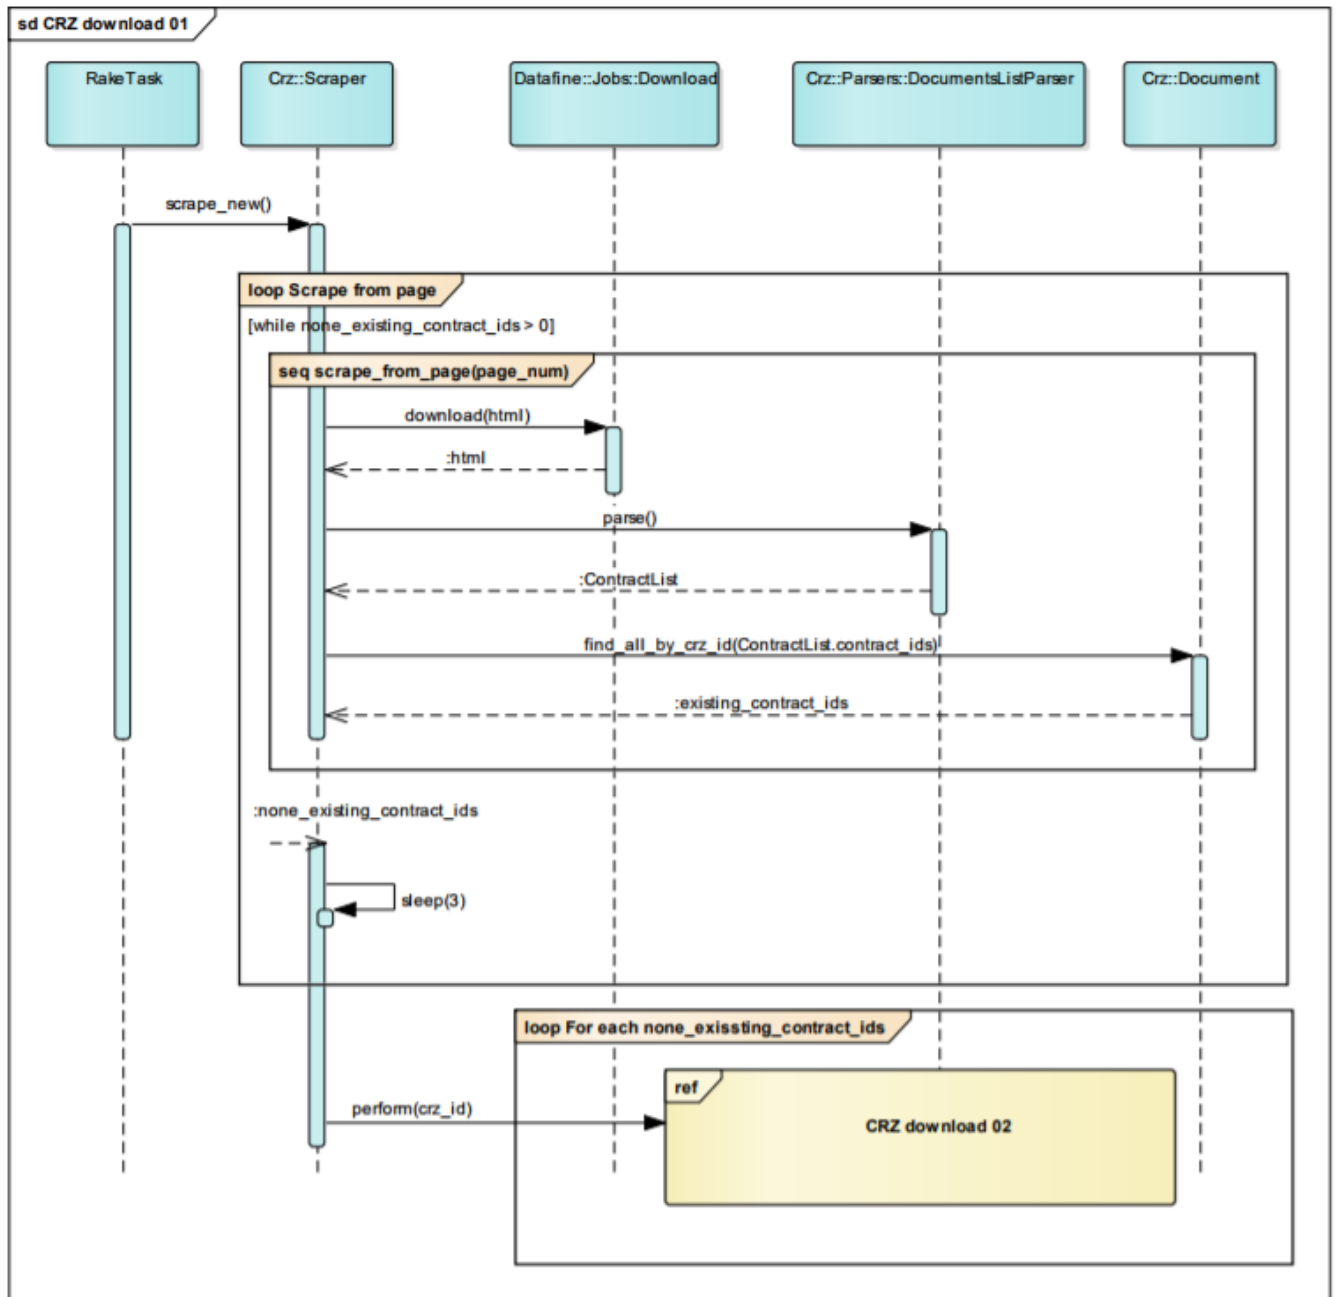 sd CRZ download 01
RakeTask
Crz::Scraper
Datafine::Jobs::Download
Crz::Parsers::DocumentsListParser
Crz::Document
scrape_new()
loop Scrape from page
[while none_existing_contract_ids > 0]
seq scrape_from_page(page_num)
download(html)
:html
parse()
:ContractList
find_all_by_crz_id(ContractList.contract_ids)
:existing_contract_ids
:none_existing_contract_ids
sleep(3)
loop For each none_exissting_contract_ids
ref
perform(crz_id)
CRZ download 02